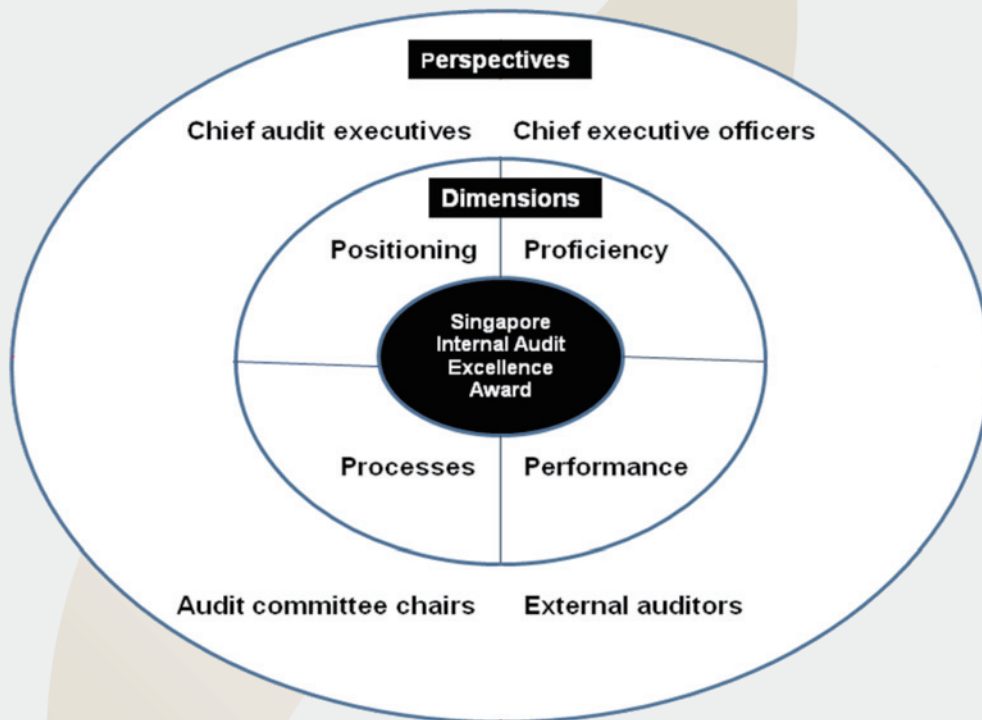 Perspectives
Chief audit executives Chief executive officers
Dimensions
Positioning Proficiency
Singapore
Internal Audit
Excellence
Award
Processes Performance
Audit committee chairs External auditors